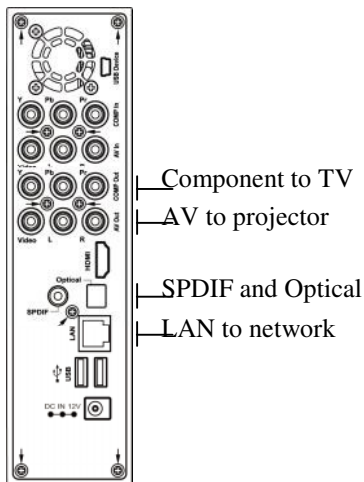 USB Device
Y Pb Pr
COMP In
AV In
Y Pb Pr
COMP Out
Component to TV
AV Out
AV to projector
Video L R
HDMI
Optical
SPDIF
SPDIF and Optical
LAN
LAN to network
USB
DC IN 12V